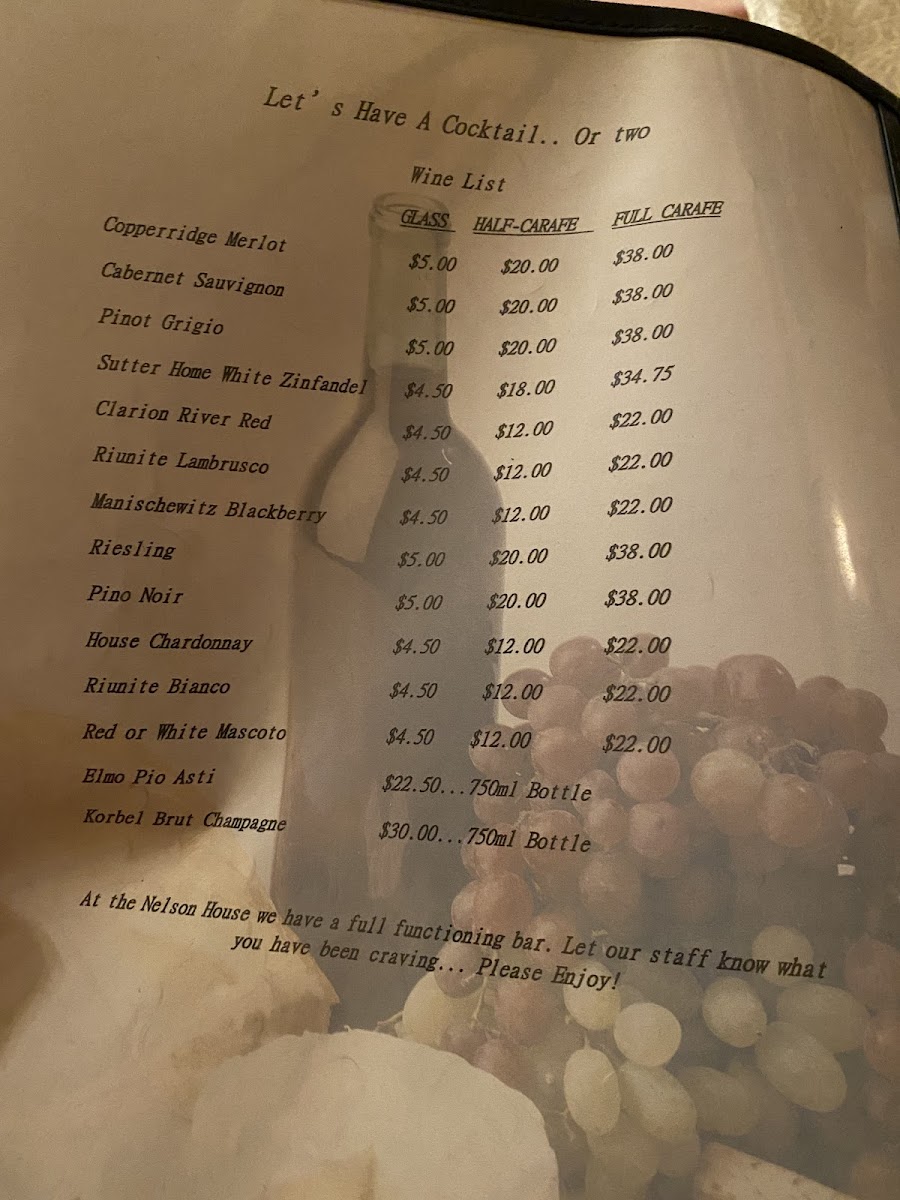 Let's Have A Cocktail.. Or two
Wine List
GLASS HALF-CARAFE FULL CARAFE
Copperridge Merlot $5.00 $20.00 $38.00
Cabernet Sauvignon $5.00 $20.00 $38.00
Pinot Grigio $5.00 $20.00 $38.00
Sutter Home White Zinfandel $4.50 $18.00 $34.75
Clarion River Red $4.50 $12.00 $22.00
Riunite Lambrusco $4.50 $12.00 $22.00
Manischewitz Blackberry $4.50 $12.00 $22.00
Riesling $5.00 $20.00 $38.00
Pino Noir $5.00 $20.00 $38.00
House Chardonnay $4.50 $12.00 $22.00
Riunite Bianco $4.50 $12.00 $22.00
Red or White Mascoto $4.50 $12.00 $22.00
Elmo Pio Asti $22.50...750ml Bottle
Korbel Brut Champagne $30.00...750ml Bottle
At the Nelson House we have a full functioning bar. Let our staff know what
you have been craving... Please Enjoy!